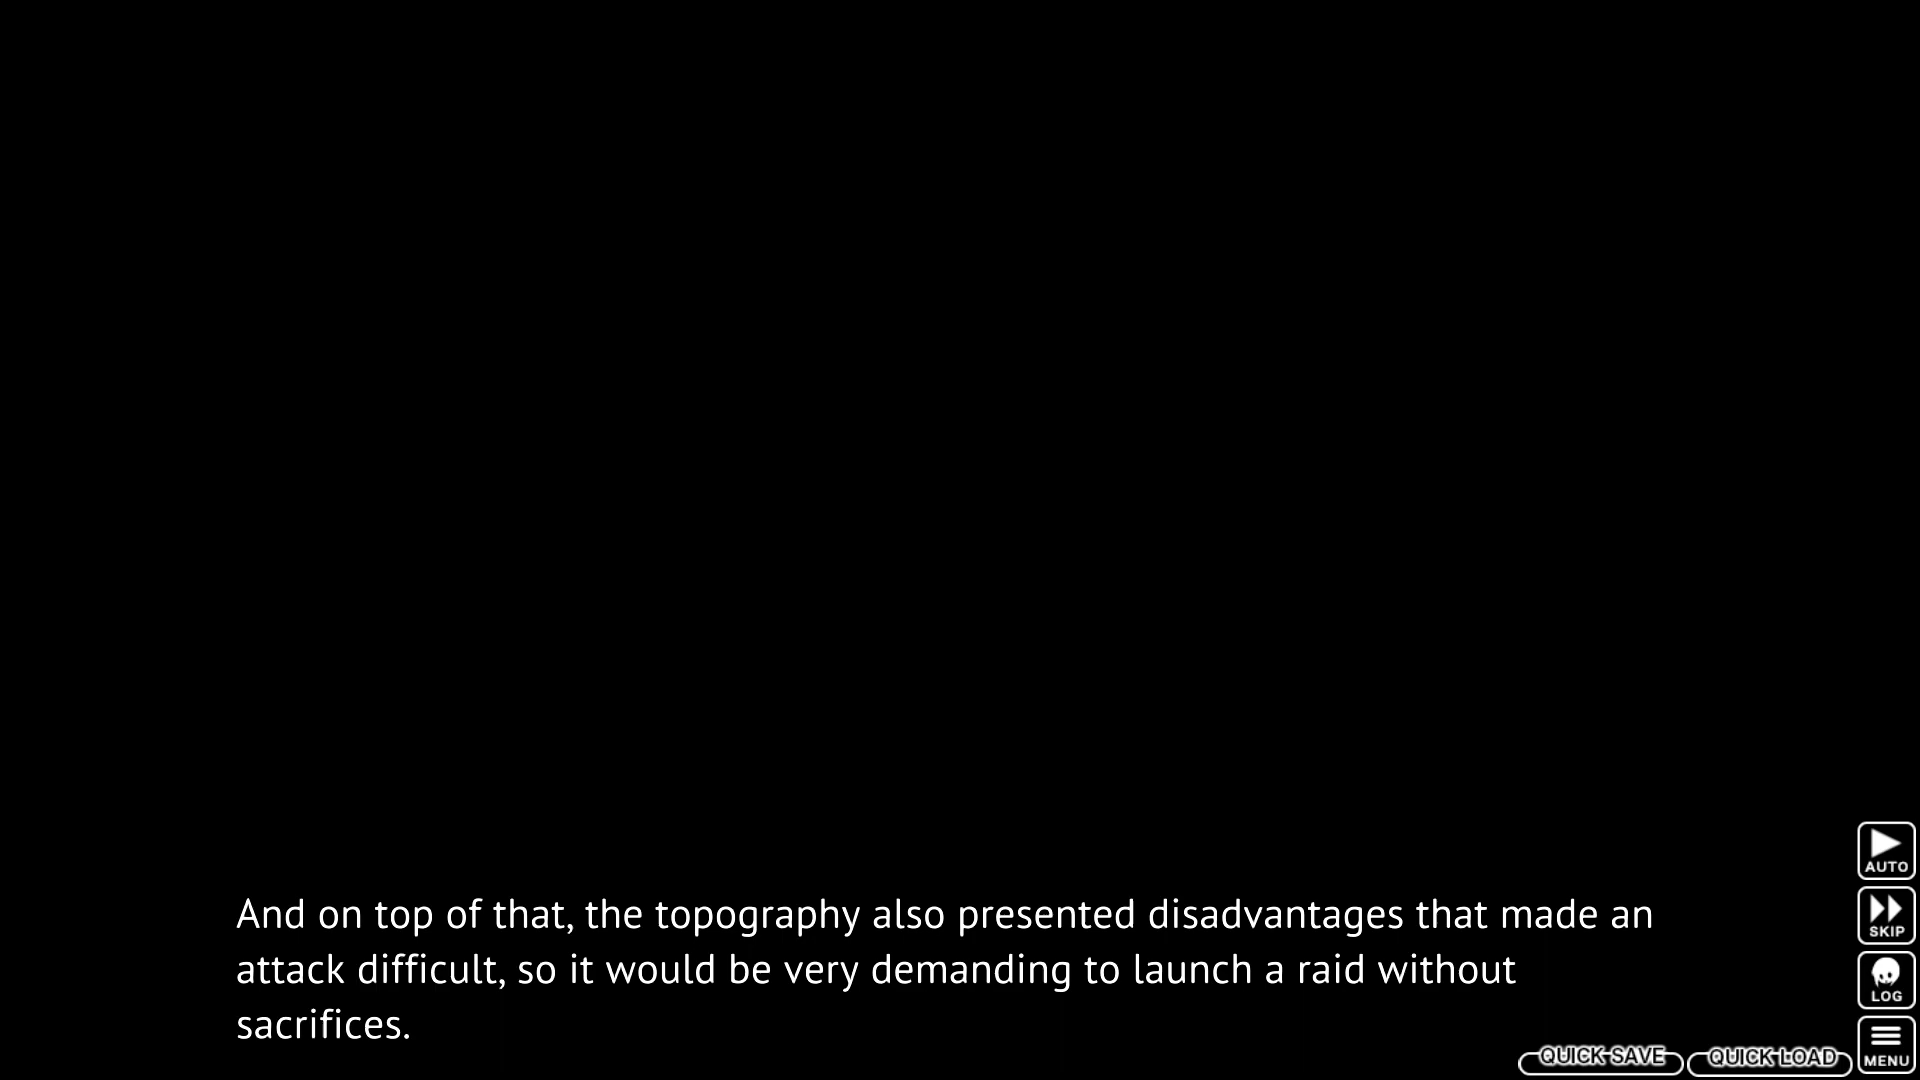 And on top of that, the topography also presented disadvantages that made an
attack difficult, so it would be very demanding to launch a raid without
sacrifices.
AUTO
SKIP
LOG
MENU
QUICK SAVE
QUICK LOAD